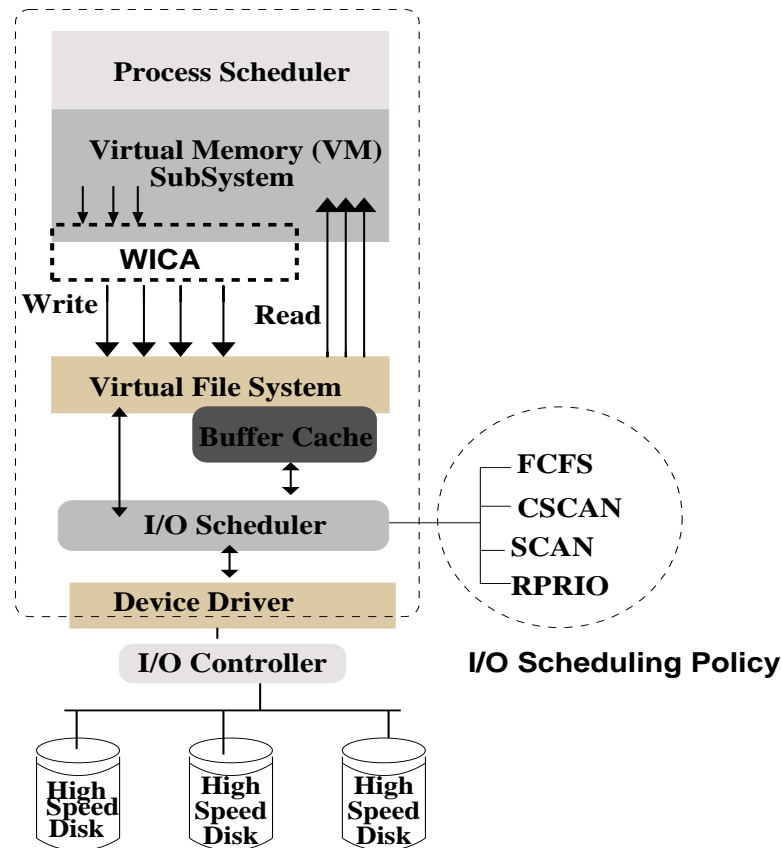 Process Scheduler
Virtual Memory (VM)
SubSystem
WICA
Write
Read
Virtual File System
Buffer Cache
I/O Scheduler
FCFS
CSCAN
SCAN
RPRIO
Device Driver
I/O Controller
I/O Scheduling Policy
High
Speed
Disk
High
Speed
Disk
High
Speed
Disk